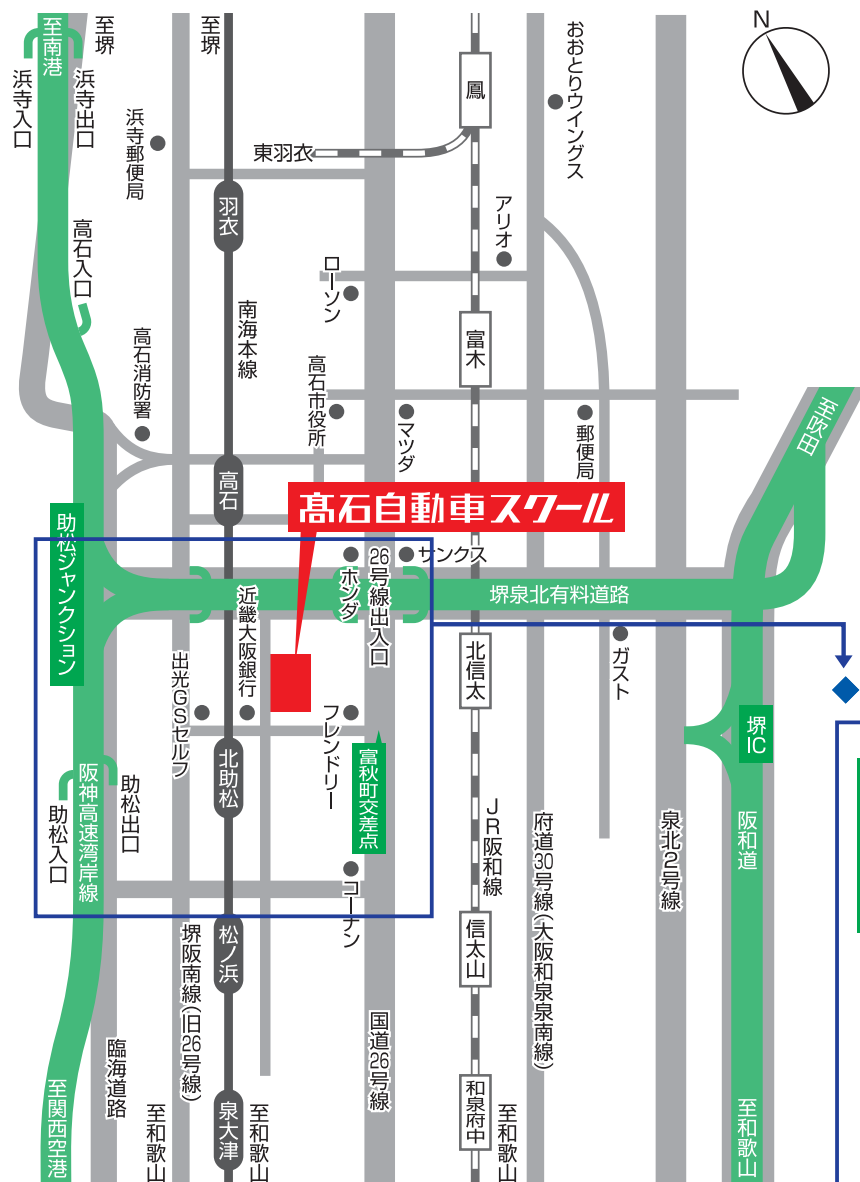 至南港
至堺
至堺
N
浜寺入口
浜寺出口
浜寺郵便局
東羽衣
鳳
おおとりウイングス
羽衣
アリオ
高石入口
ローソン
南海本線
富木
高石消防署
高石市役所
マツダ
郵便局
至吹田
高石
髙石自動車スクール
助松ジャンクション
ホンダ
26号線出入口
サンクス
堺泉北有料道路
近畿大阪銀行
北信太
ガスト
出光GSセルフ
フレンドリー
堺IC
北助松
富秋町交差点
阪神高速湾岸線
助松出口
助松入口
JR阪和線
府道30号線(大阪和泉泉南線)
泉北2号線
阪和道
コーナン
松ノ浜
信太山
堺阪南線(旧26号線)
国道26号線
臨海道路
至関西空港
至和歌山
泉大津
至和歌山
和泉府中
至和歌山
至和歌山